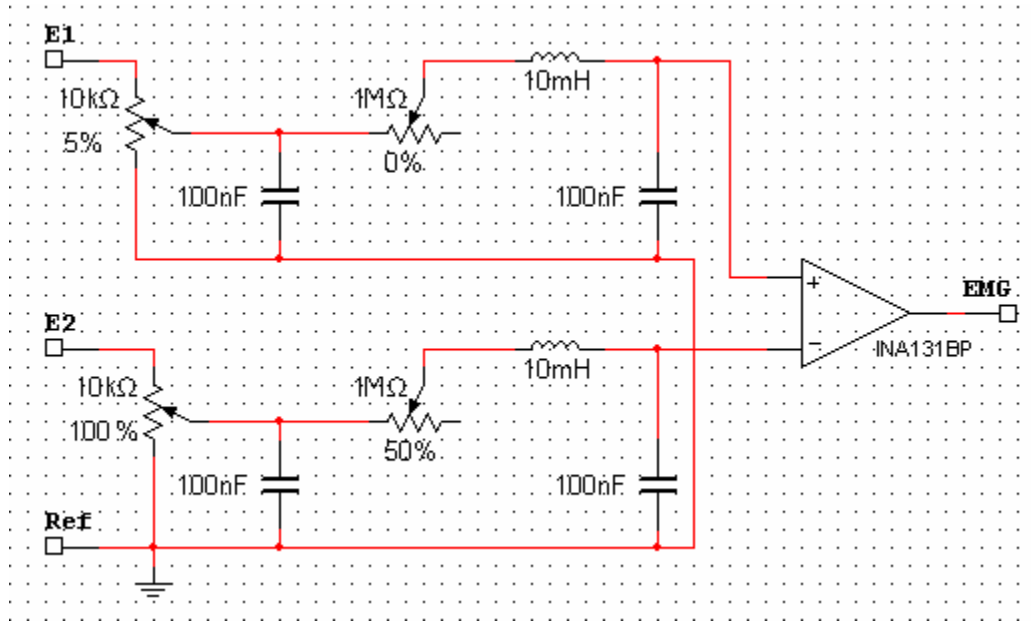 E1
10kΩ
5%
100nF
1MΩ
0%
10mH
100nF
+
−
INA131BP
EMG
E2
10kΩ
100%
100nF
1MΩ
50%
10mH
100nF
Ref